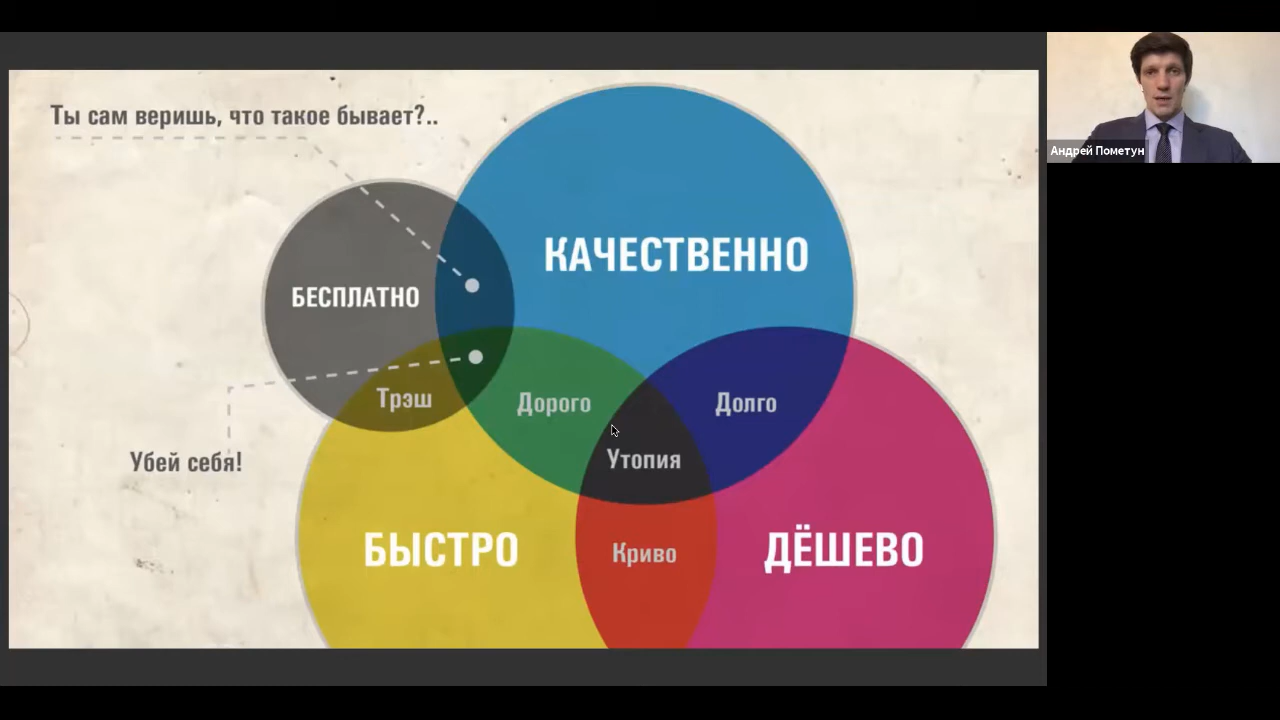 Ты сам веришь, что такое бывает?..
Андрей Пометун
КАЧЕСТВЕННО
БЕСПЛАТНО
Трэш
Дорого
Долго
Убей себя!
Утопия
БЫСТРО
Криво
ДЁШЕВО